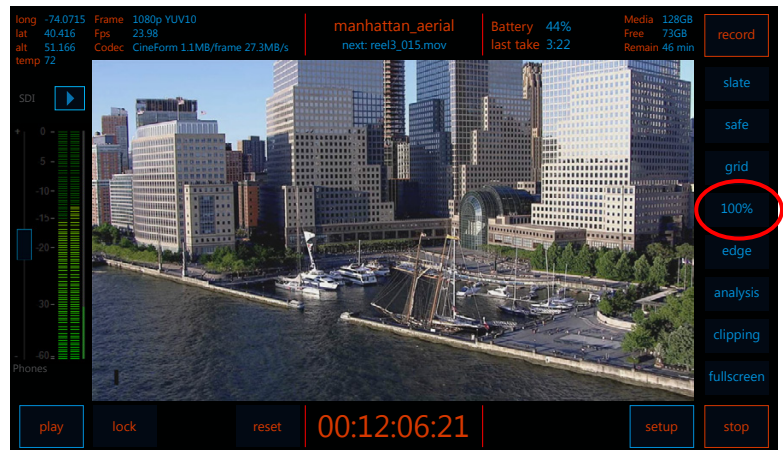 long -74.0715
lat 40.416
alt 51.166
temp 72
Frame 1080p YUV10
Fps 23.98
Codec CineForm 1.1MB/frame 27.3MB/s
manhattan_aerial
next: reel3_015.mov
Battery 44%
last take 3:22
Media 128GB
Free 73GB
Remain 46 min
record
SDI
slate
safe
grid
100%
edge
analysis
clipping
fullscreen
+ 0 -
5 -
-10-
-15-
-20-
30-
- -60-
Phones
play
lock
reset
00:12:06:21
setup
stop